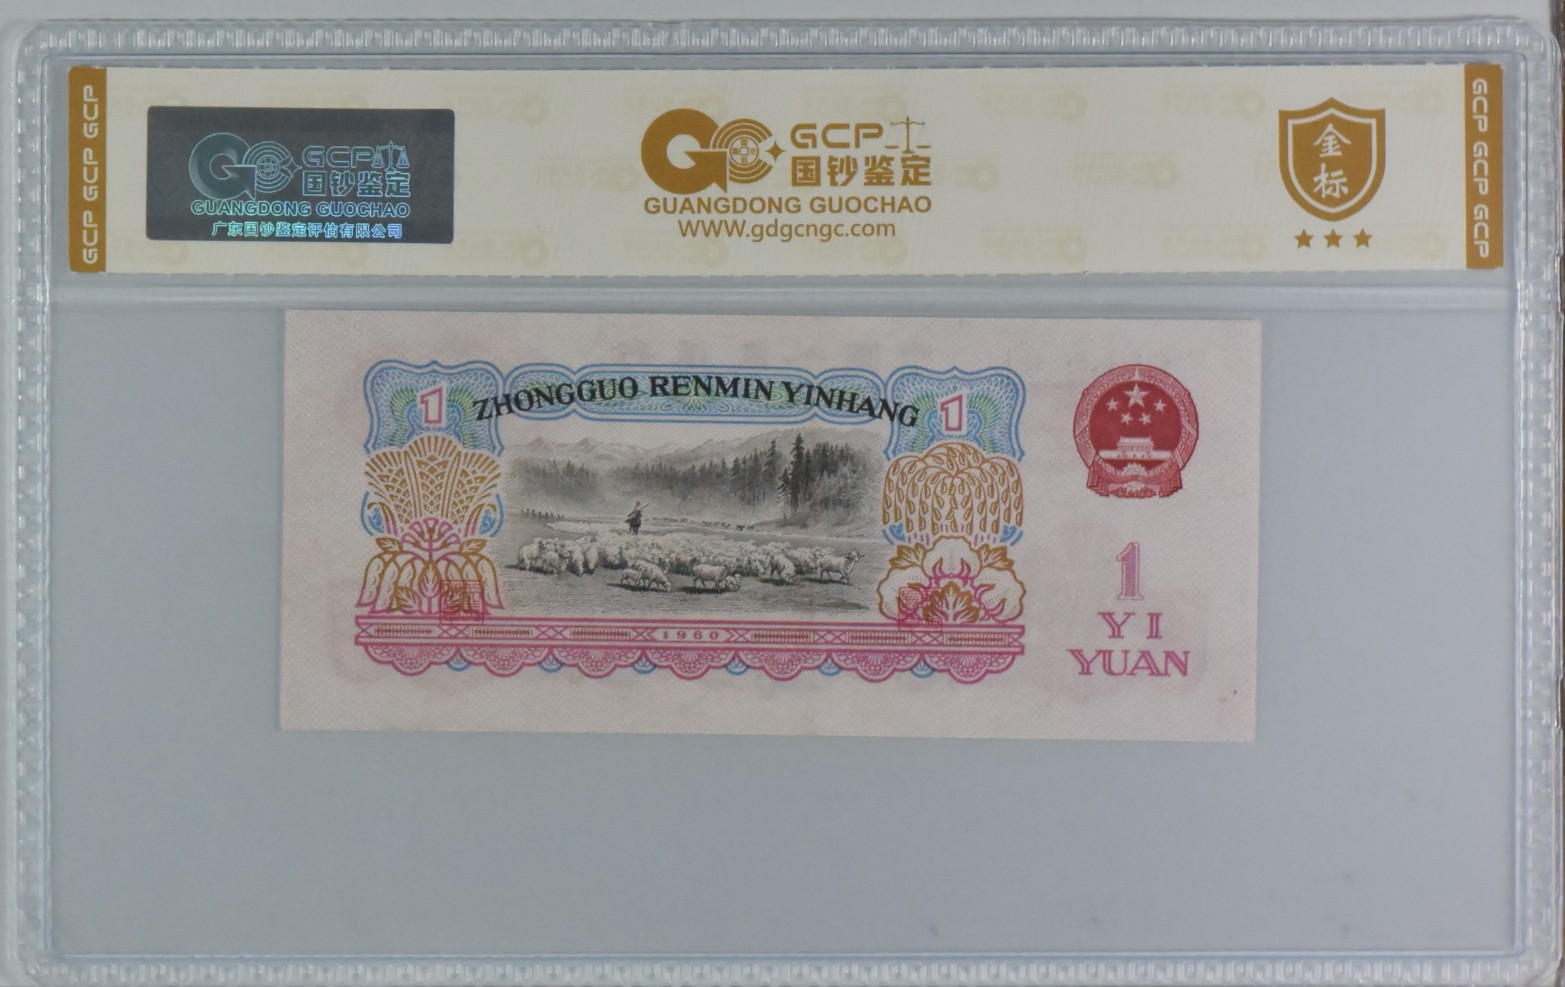 GCP GCP GCP
GCP
国钞鉴定
GUANGDONG GUOCHAO
广东国钞鉴定评估有限公司
GCP
国钞鉴定
GUANGDONG GUOCHAO
WWW.gdgcngc.com
金
标
GCP GCP GCP
1
ZHONGGUO RENMIN YINHANG
1
1960
1
YI
YUAN